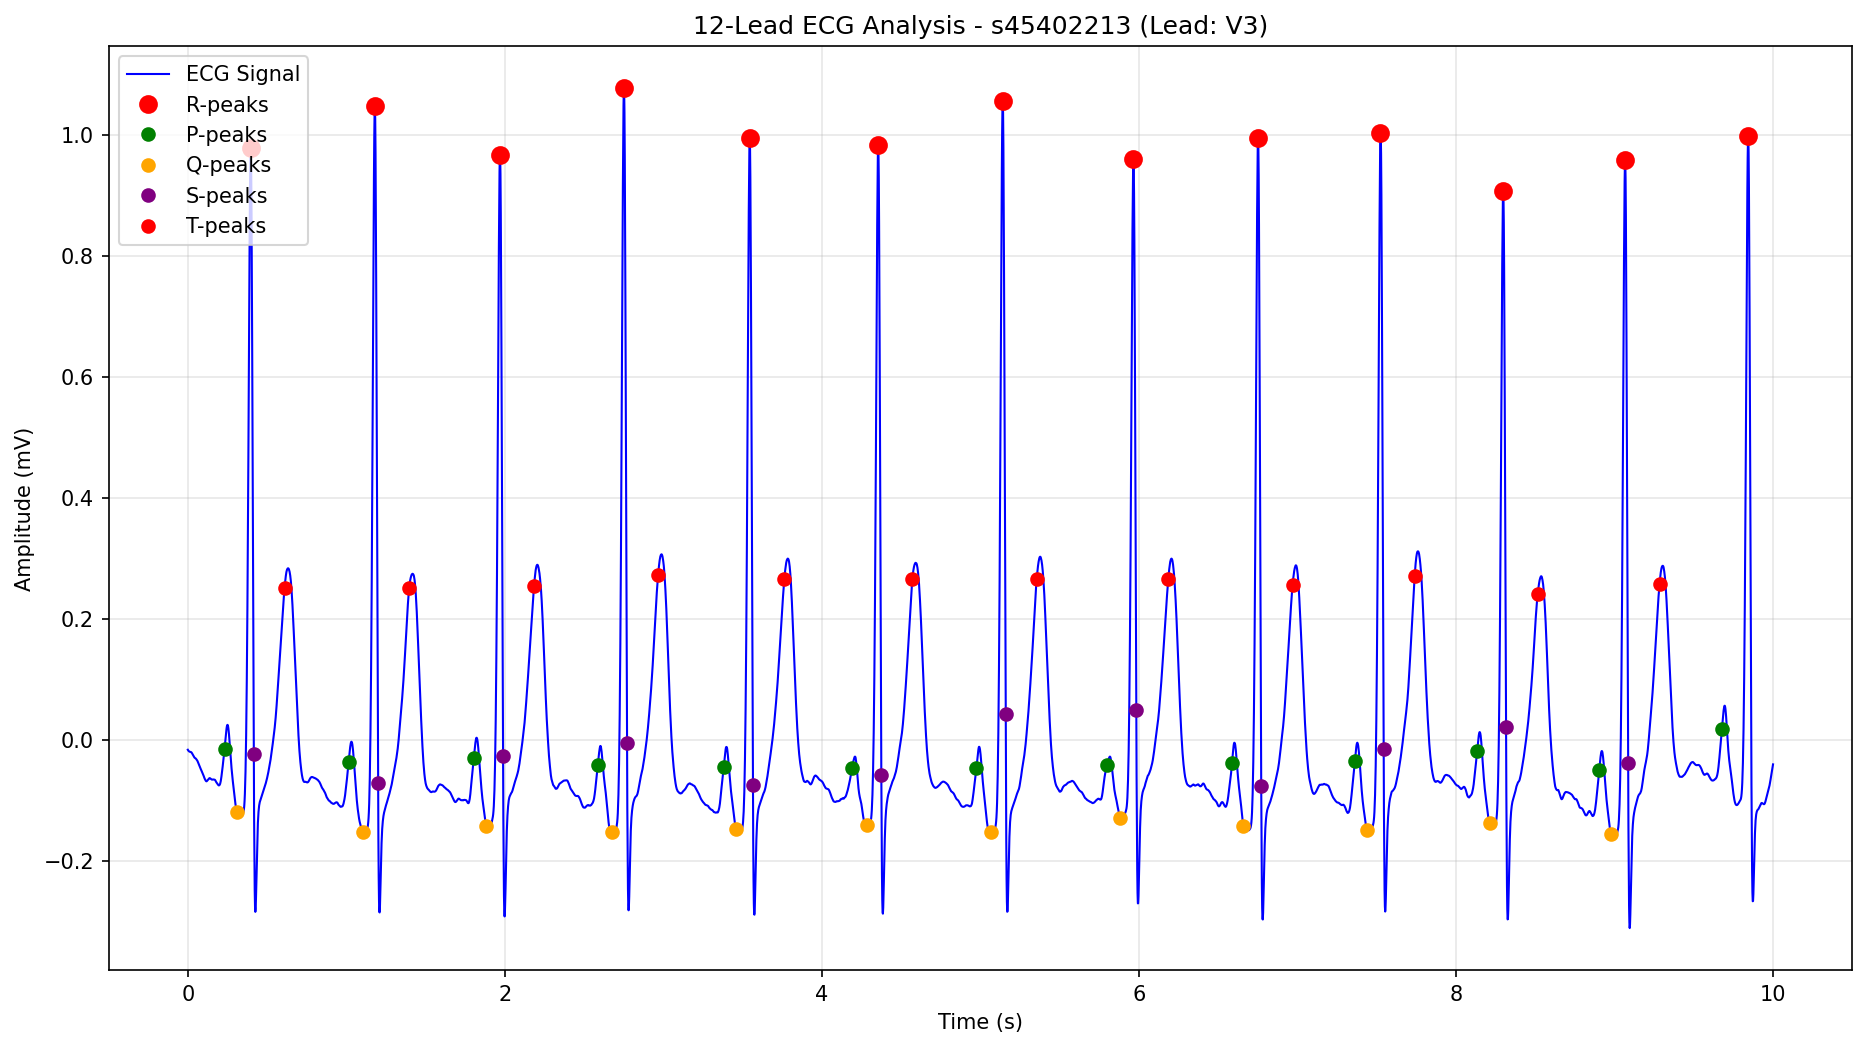 12-Lead ECG Analysis - s45402213 (Lead: V3)
ECG Signal
R-peaks
P-peaks
Q-peaks
S-peaks
T-peaks
1.0
0.8
0.6
0.4
0.2
0.0
−0.2
Amplitude (mV)
0 2 4 6 8 10
Time (s)